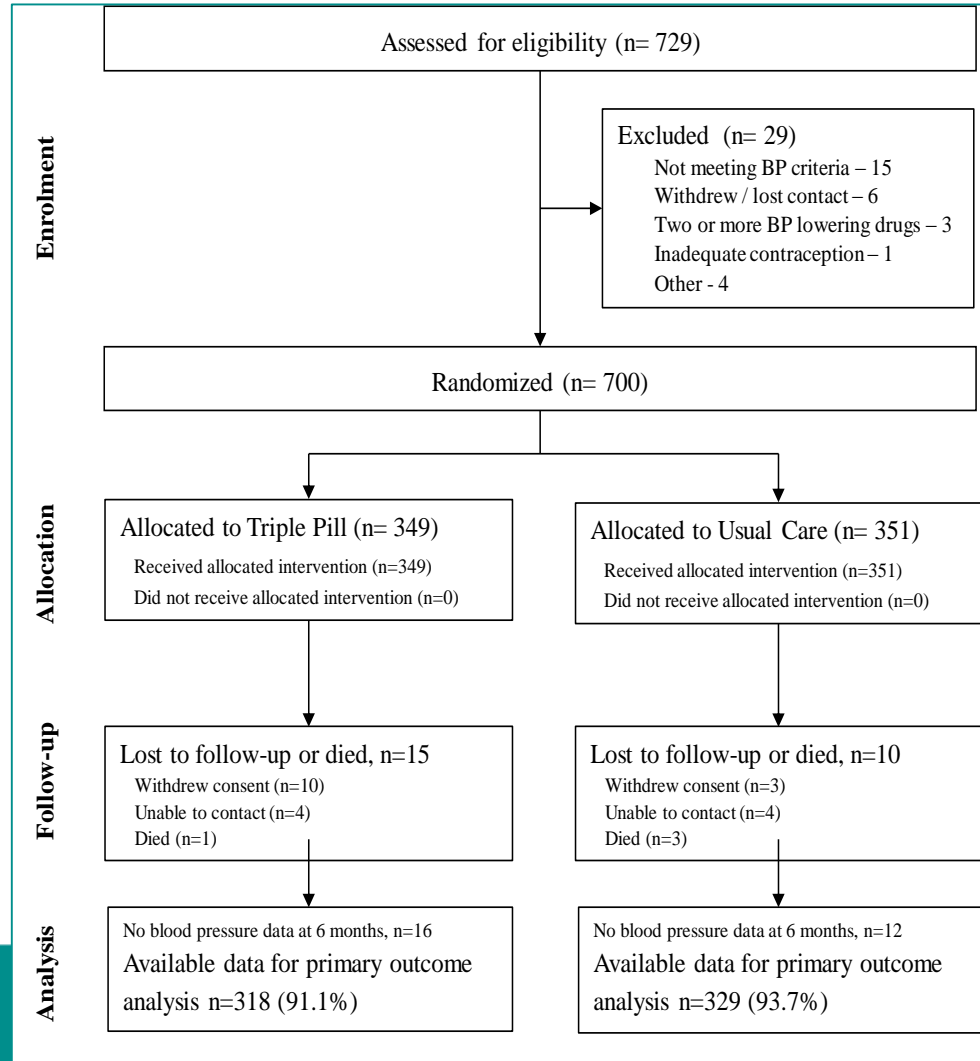 Assessed for eligibility (n= 729)
Enrolment
Excluded (n= 29)
Not meeting BP criteria – 15
Withdrew / lost contact – 6
Two or more BP lowering drugs – 3
Inadequate contraception – 1
Other - 4
Randomized (n= 700)
Allocation
Allocated to Triple Pill (n= 349)
Received allocated intervention (n=349)
Did not receive allocated intervention (n=0)
Allocated to Usual Care (n= 351)
Received allocated intervention (n=351)
Did not receive allocated intervention (n=0)
Follow-up
Lost to follow-up or died, n=15
Withdrew consent (n=10)
Unable to contact (n=4)
Died (n=1)
Lost to follow-up or died, n=10
Withdrew consent (n=3)
Unable to contact (n=4)
Died (n=3)
Analysis
No blood pressure data at 6 months, n=16
Available data for primary outcome
analysis n=318 (91.1%)
No blood pressure data at 6 months, n=12
Available data for primary outcome
analysis n=329 (93.7%)